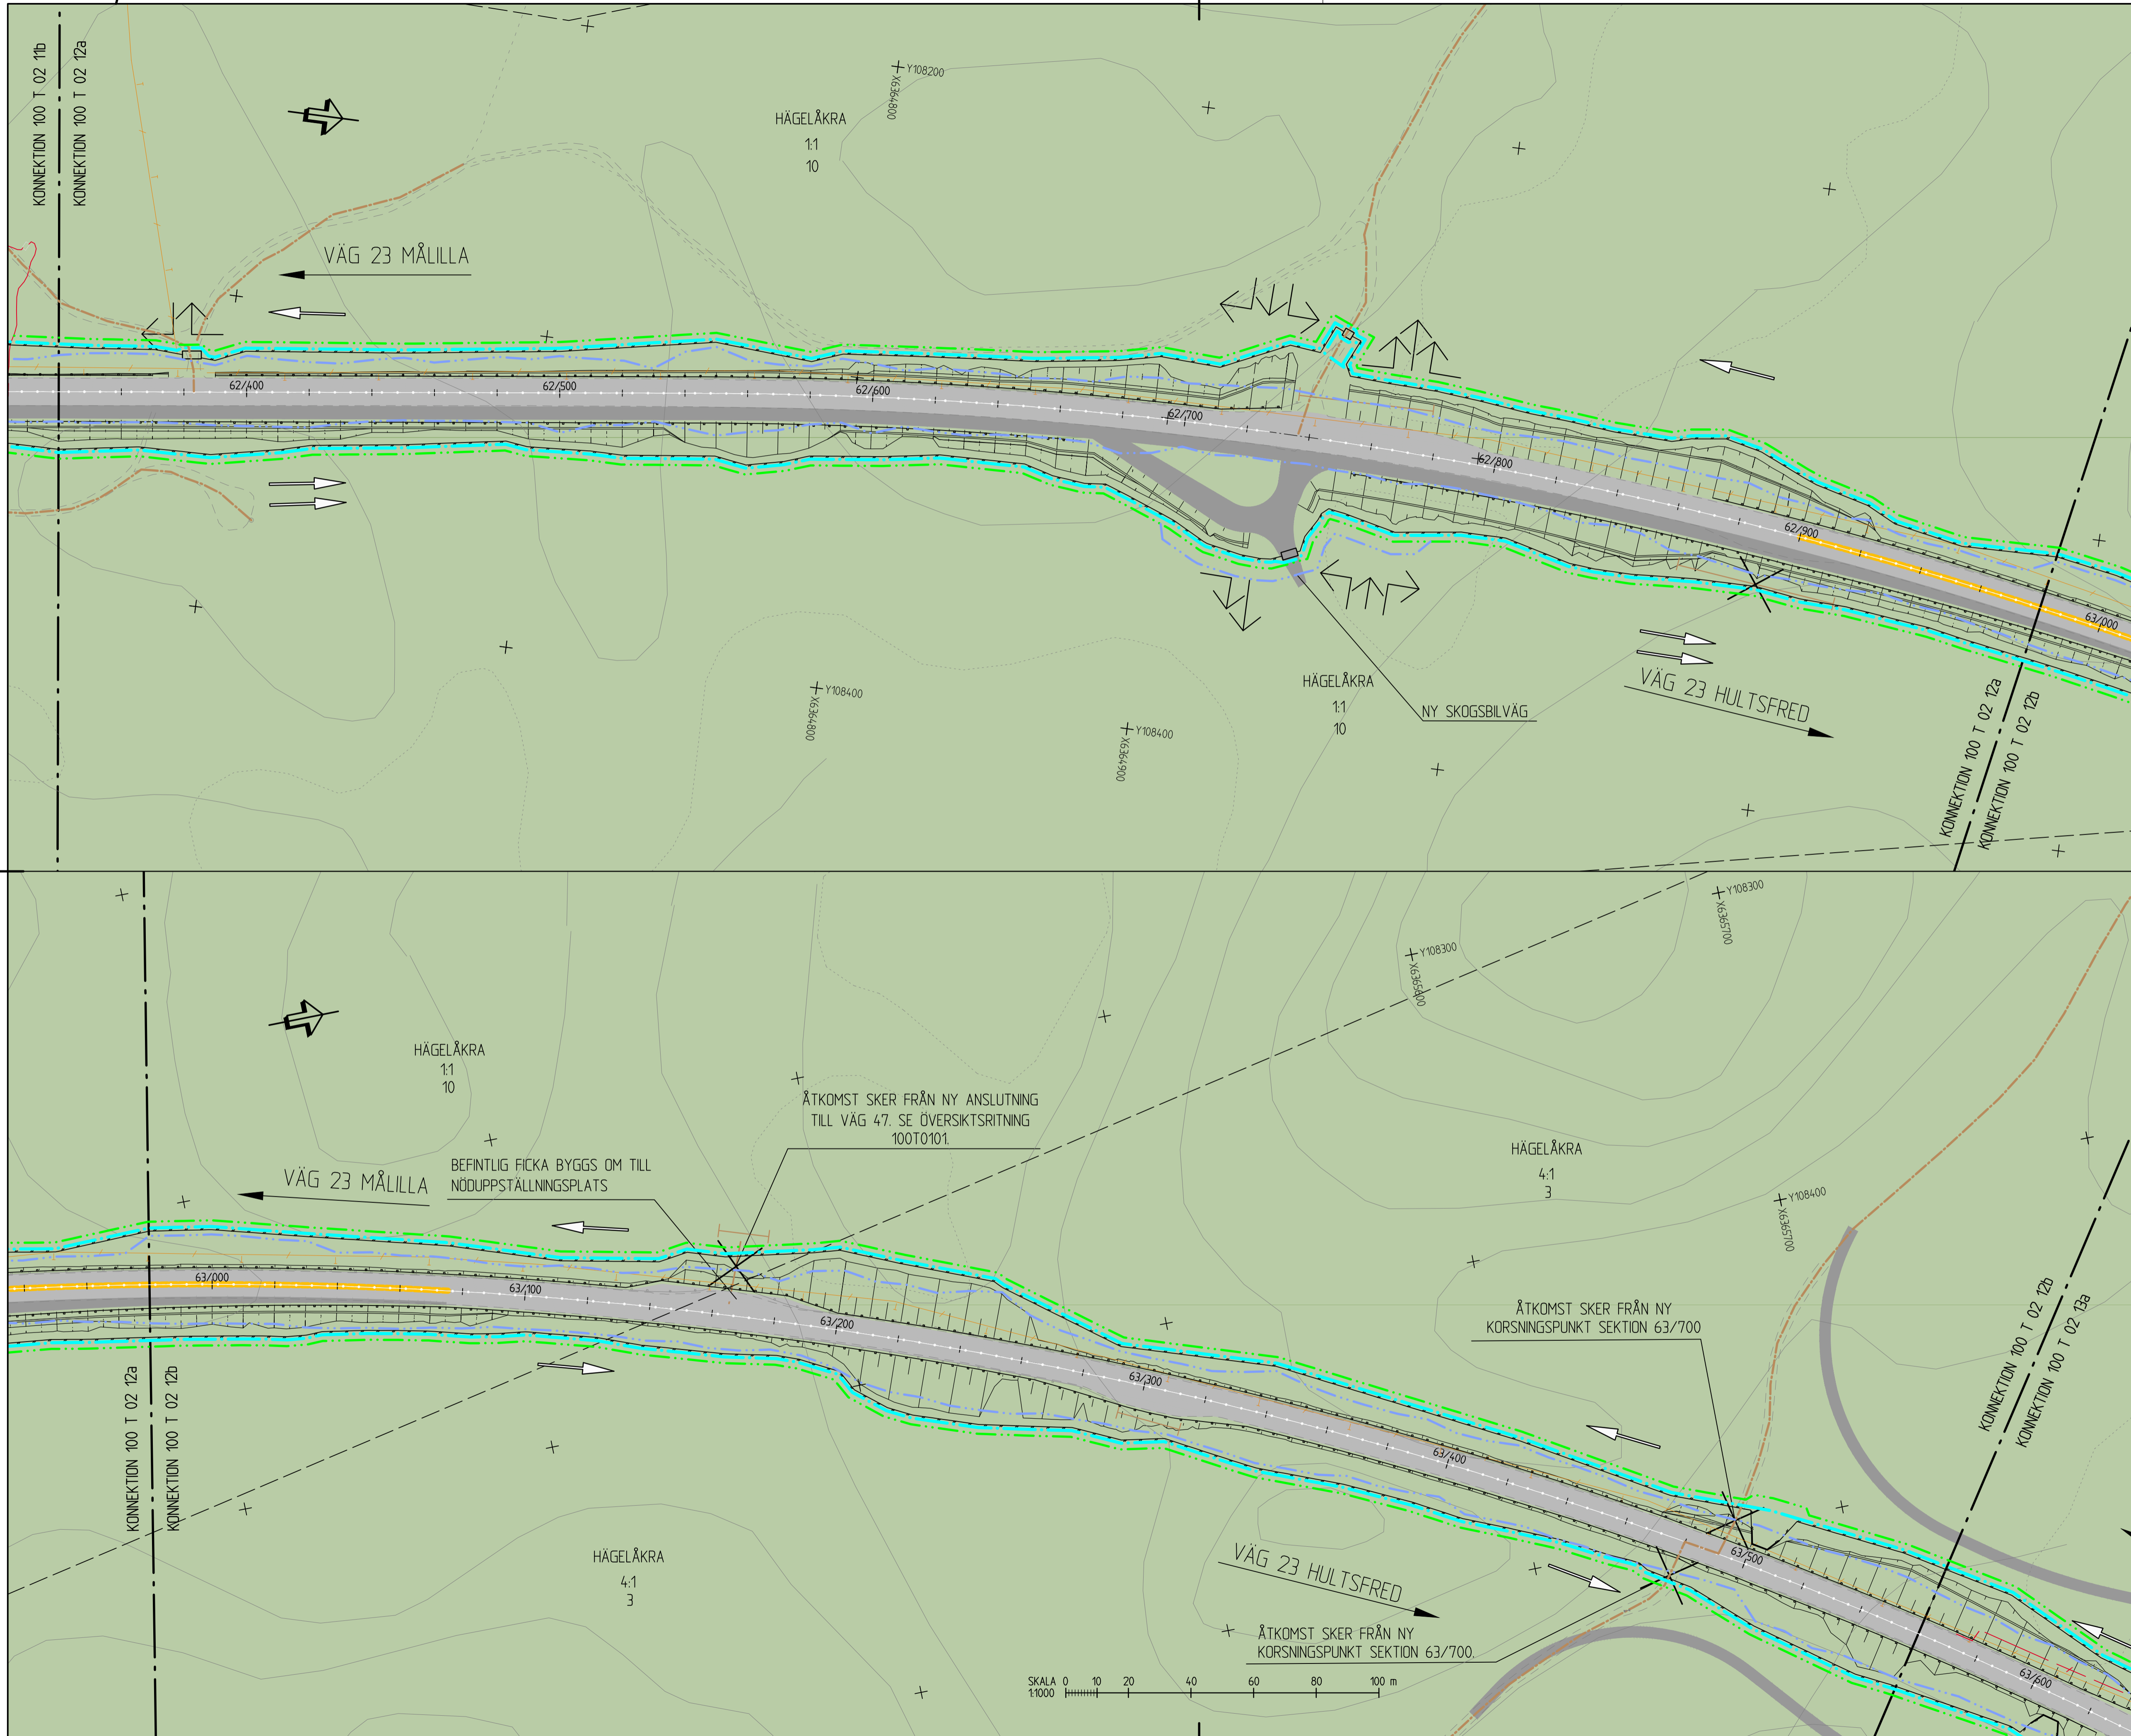 KONNEKTION 100 T 02 11b
KONNEKTION 100 T 02 12a
Y108200
X6364800
HÄGELÅKRA
1:1
10
VÄG 23 MÅLILLA
62/400
62/500
62/600
62/700
62/800
62/900
63/000
Y108400
X6364800
Y108400
X6364900
HÄGELÅKRA
1:1
10
NY SKOGSBILVÄG
VÄG 23 HULTSFRED
KONNEKTION 100 T 02 12a
KONNEKTION 100 T 02 12b
Y108300
X6365700
Y108300
X6365600
HÄGELÅKRA
1:1
10
ÅTKOMST SKER FRÅN NY ANSLUTNING
TILL VÄG 47. SE ÖVERSIKTSRITNING
100T0101.
BEFINTLIG FICKA BYGGS OM TILL
NÖDUPPSTÄLLNINGSPLATS
VÄG 23 MÅLILLA
HÄGELÅKRA
4:1
3
Y108400
X6365700
63/000
63/100
63/200
63/300
63/400
63/500
63/600
ÅTKOMST SKER FRÅN NY
KORSNINGSPUNKT SEKTION 63/700
KONNEKTION 100 T 02 12b
KONNEKTION 100 T 02 13a
KONNEKTION 100 T 02 12a
KONNEKTION 100 T 02 12b
HÄGELÅKRA
4:1
3
VÄG 23 HULTSFRED
ÅTKOMST SKER FRÅN NY
KORSNINGSPUNKT SEKTION 63/700.
SKALA 0 10 20 40 60 80 100 m
1:1000